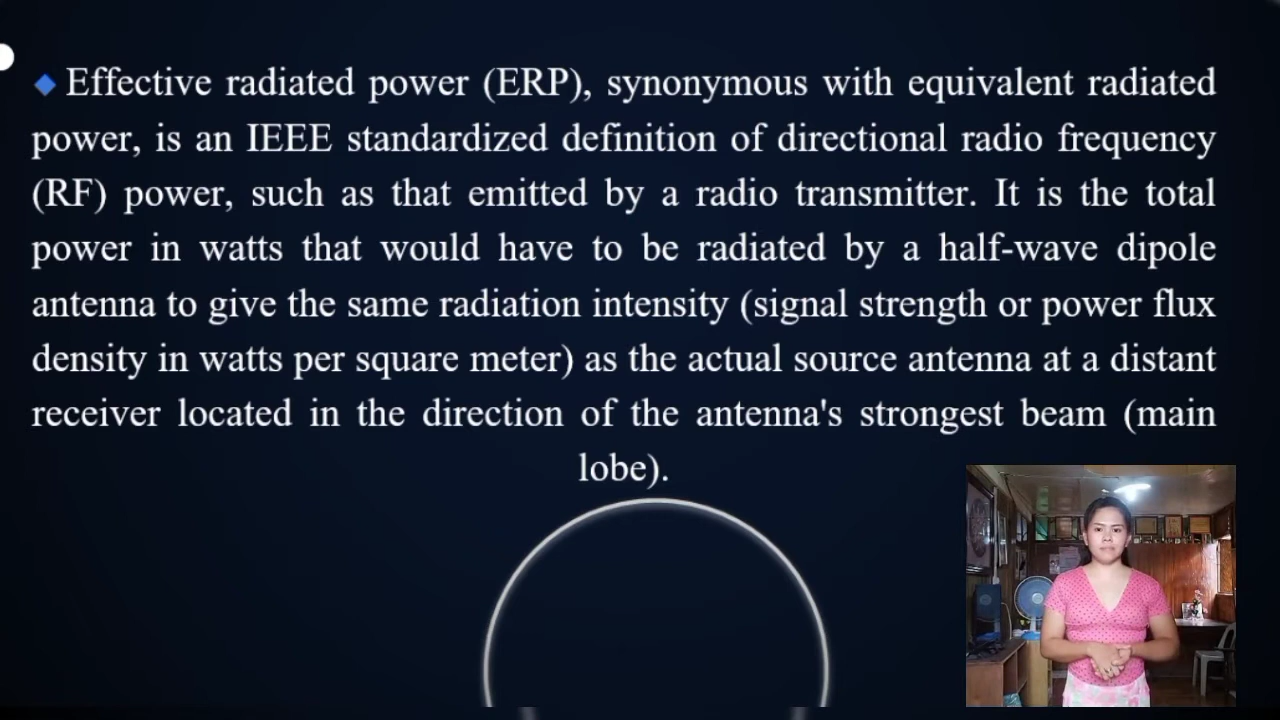 Effective radiated power (ERP), synonymous with equivalent radiated
power, is an IEEE standardized definition of directional radio frequency
(RF) power, such as that emitted by a radio transmitter. It is the total
power in watts that would have to be radiated by a half-wave dipole
antenna to give the same radiation intensity (signal strength or power flux
density in watts per square meter) as the actual source antenna at a distant
receiver located in the direction of the antenna's strongest beam (main
lobe).